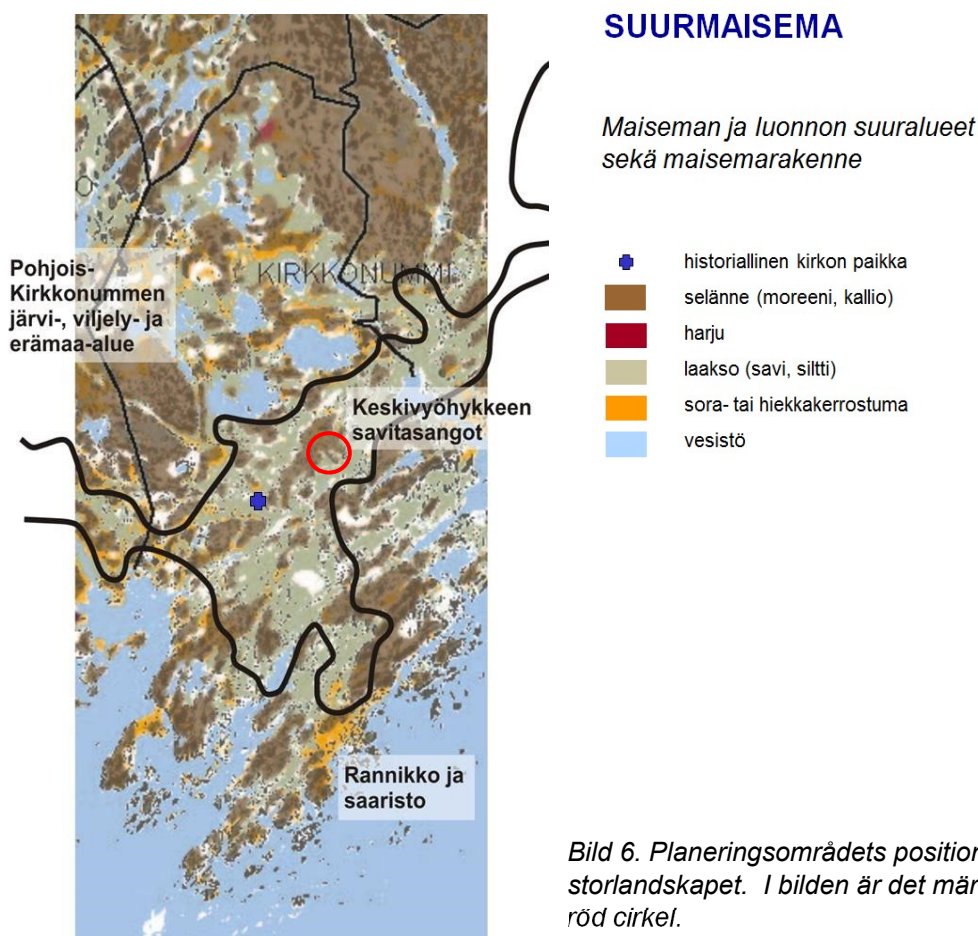 SUURMAISEMA
Maiseman ja luonnon suuralueet
sekä maisemarakenne
historiallinen kirkon paikka
selänne (moreeni, kallio)
harju
laakso (savi, siltti)
sora- tai hiekkakerrostuma
vesistö
KIRKKONUMMI
Pohjois-
Kirkkonummen
järvi-, viljely- ja
erämaa-alue
Keskivyöhykkeen
savitasangot
Rannikko ja
saaristo
Bild 6. Planeringsområdets position
storlandskapet. I bilden är det mär
röd cirkel.